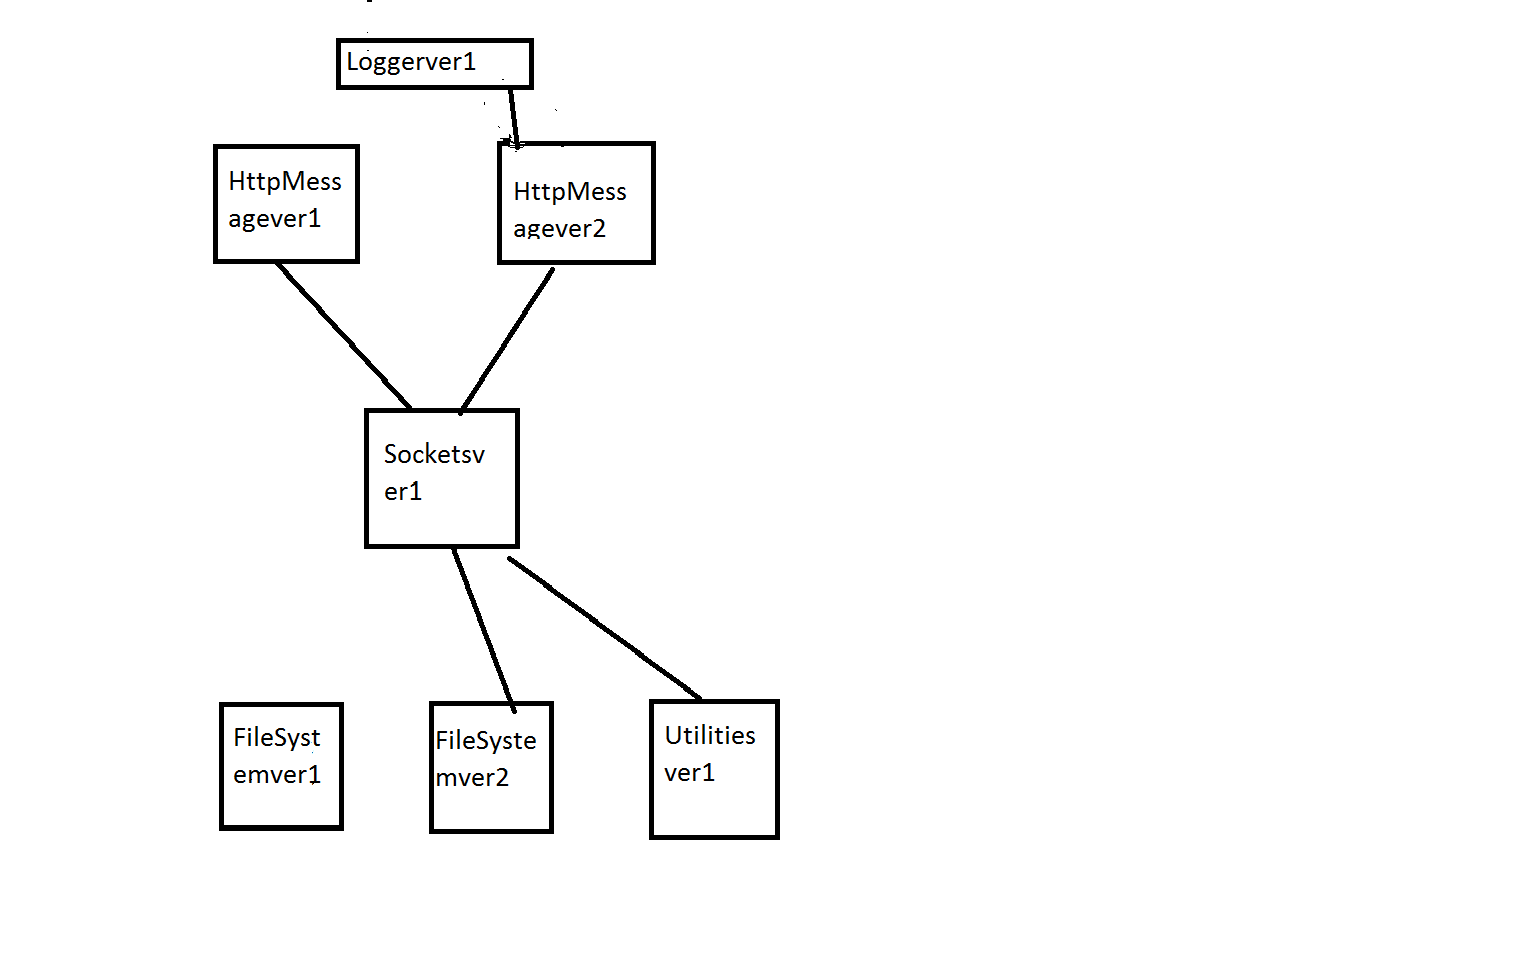 Loggerver1
HttpMess
agever1
HttpMess
agever2
Socketsv
er1
FileSyst
emver1
FileSyste
mver2
Utilities
ver1